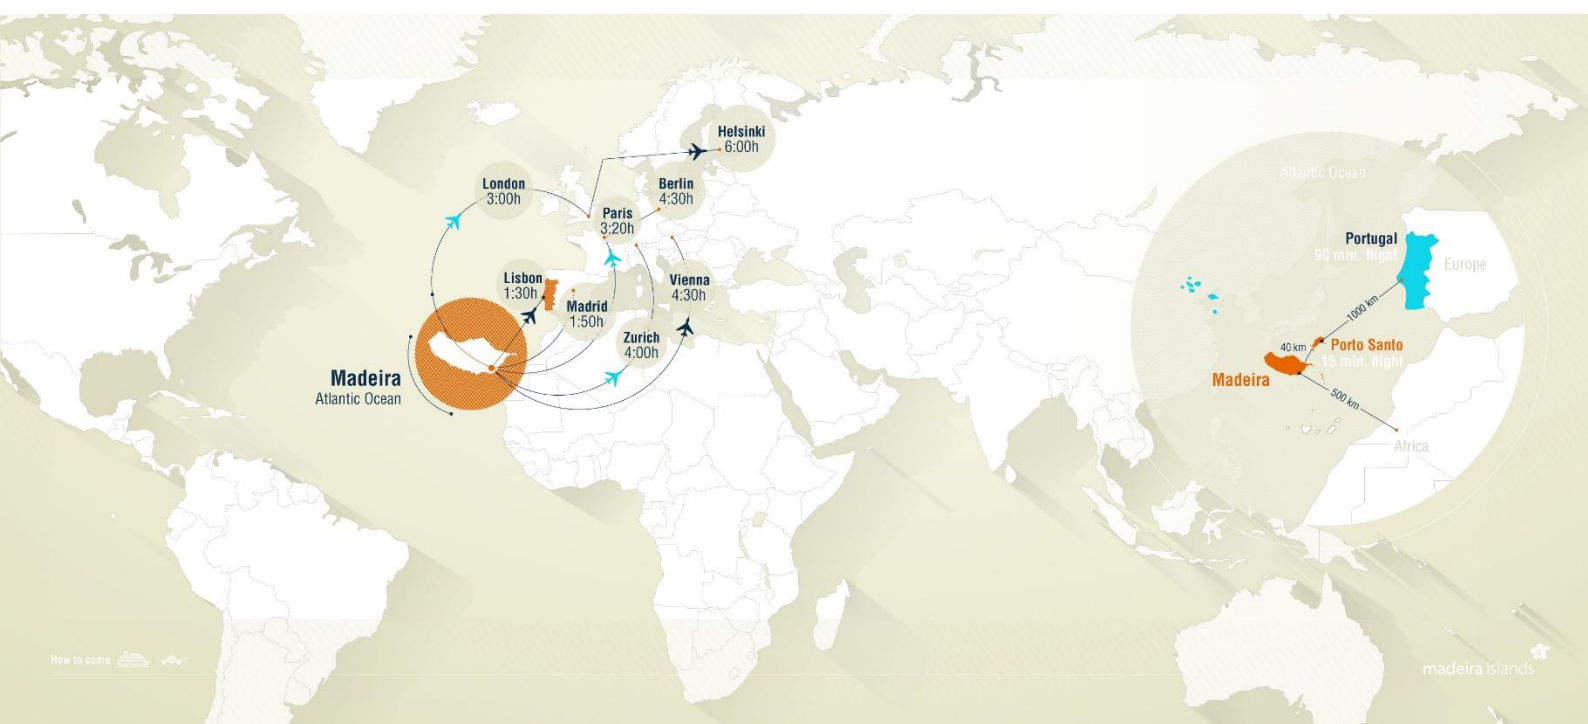 Helsinki
6:00h
London
3:00h
Berlin
4:30h
Paris
3:20h
Lisbon
1:30h
Madrid
1:50h
Vienna
4:30h
Zurich
4:00h
Madeira
Atlantic Ocean
Atlantic Ocean
Portugal
90 min. flight
Europe
1000 km
40 km
Porto Santo
15 min. flight
Madeira
500 km
Africa
How to come
madeira islands